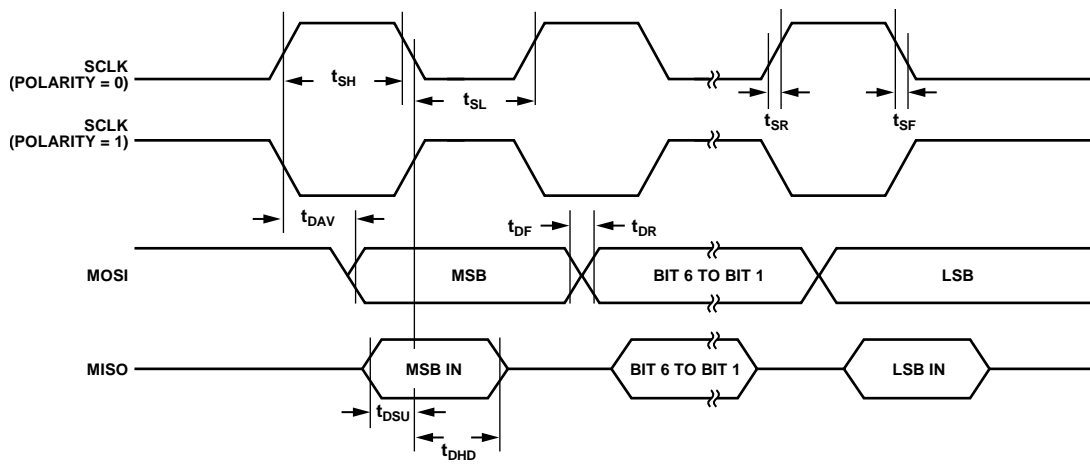 SCLK
(POLARITY = 0)
tSH
tSL
tSR
tSF
SCLK
(POLARITY = 1)
tDAV
tDF
tDR
MOSI
MSB
BIT 6 TO BIT 1
LSB
MISO
MSB IN
BIT 6 TO BIT 1
LSB IN
tDSU
tDHD